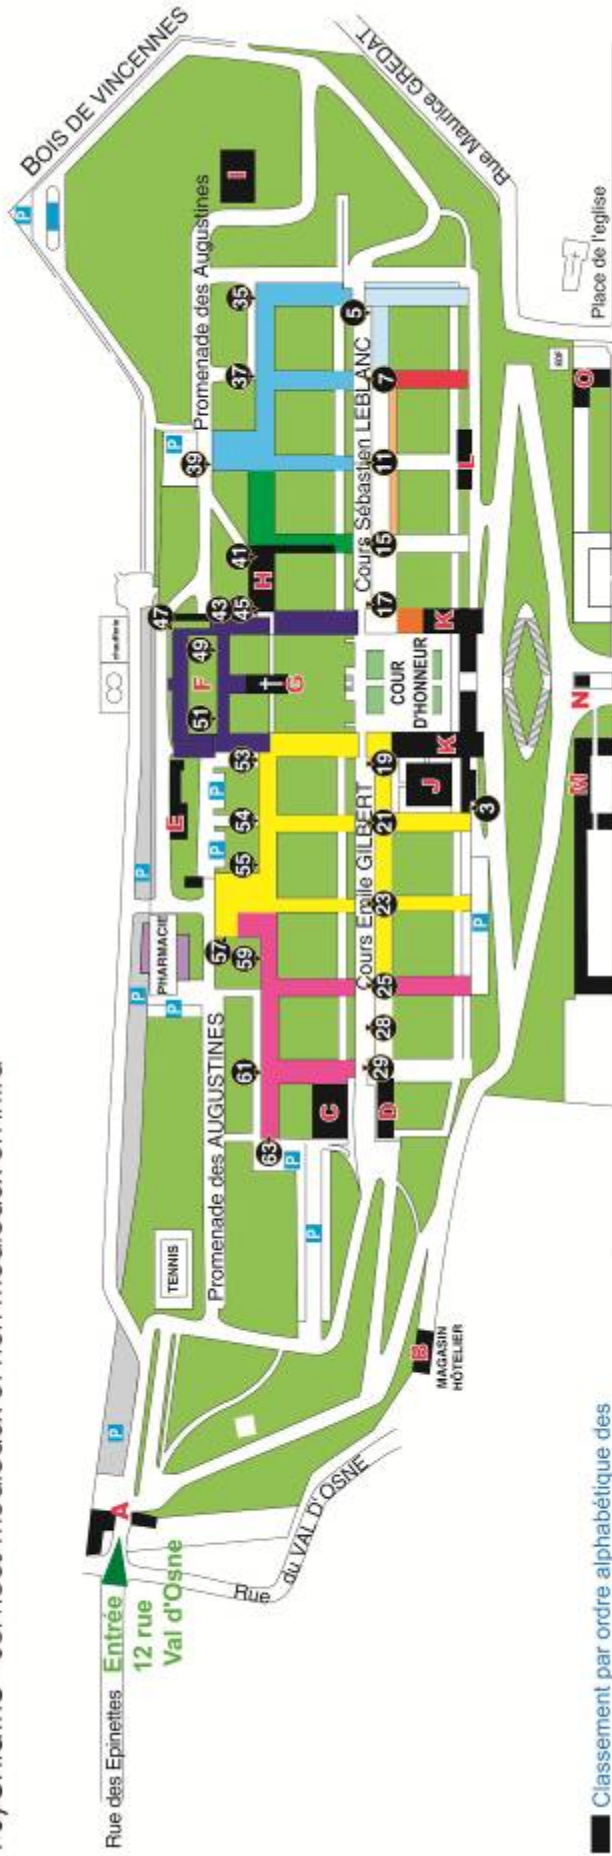 BOIS DE VINCENNES
Rue Maurice GREDAT
Place de l'eglise
EDF
Promenade des Augustines
Cours Sébastien LEBLANC
COUR
D'HONNEUR
Cours Emile GILBERT
Promenade des AUGUSTINES
chaufferie
PHARMACIE
TENNIS
MAGASIN
HÔTELIER
Rue du VAL D'OSNE
Rue des Epinettes
Entrée
12 rue
Val d'Osne
A
B
C
D
E
F
G
H
I
J
K
K
L
M
N
O
3
5
7
11
15
17
19
21
23
25
28
29
35
37
39
41
43
45
47
49
51
53
54
55
57
59
61
63
P
P
P
P
P
P
P
P
P
P
P
Classement par ordre alphabétique des